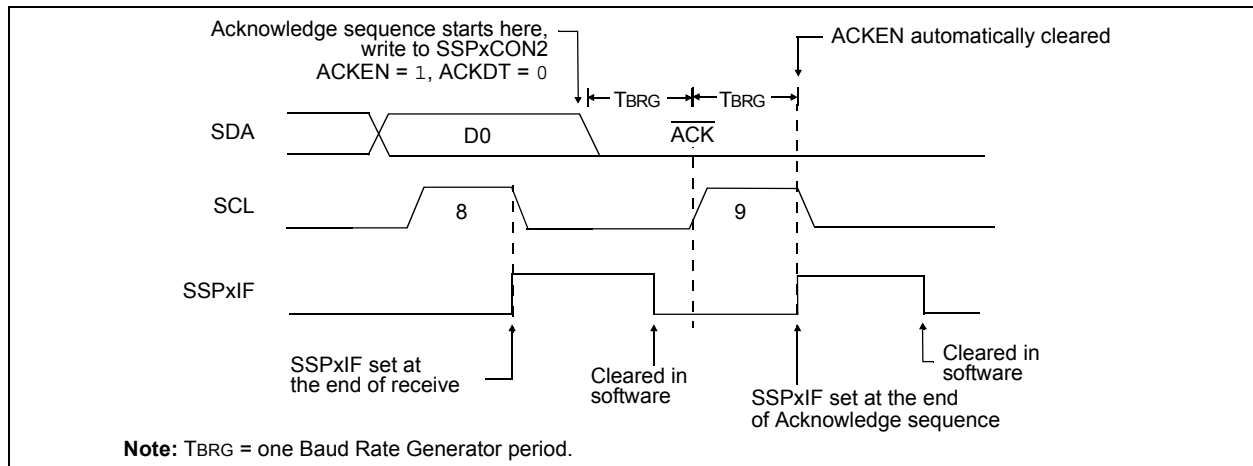 Acknowledge sequence starts here,
write to SSPxCON2
ACKEN = 1, ACKDT = 0
ACKEN automatically cleared
TBRG
TBRG
SDA
D0
ACK
SCL
8
9
SSPxIF
SSPxIF set at
the end of receive
Cleared in
software
SSPxIF set at the end
of Acknowledge sequence
Cleared in
software
Note: TBRG = one Baud Rate Generator period.